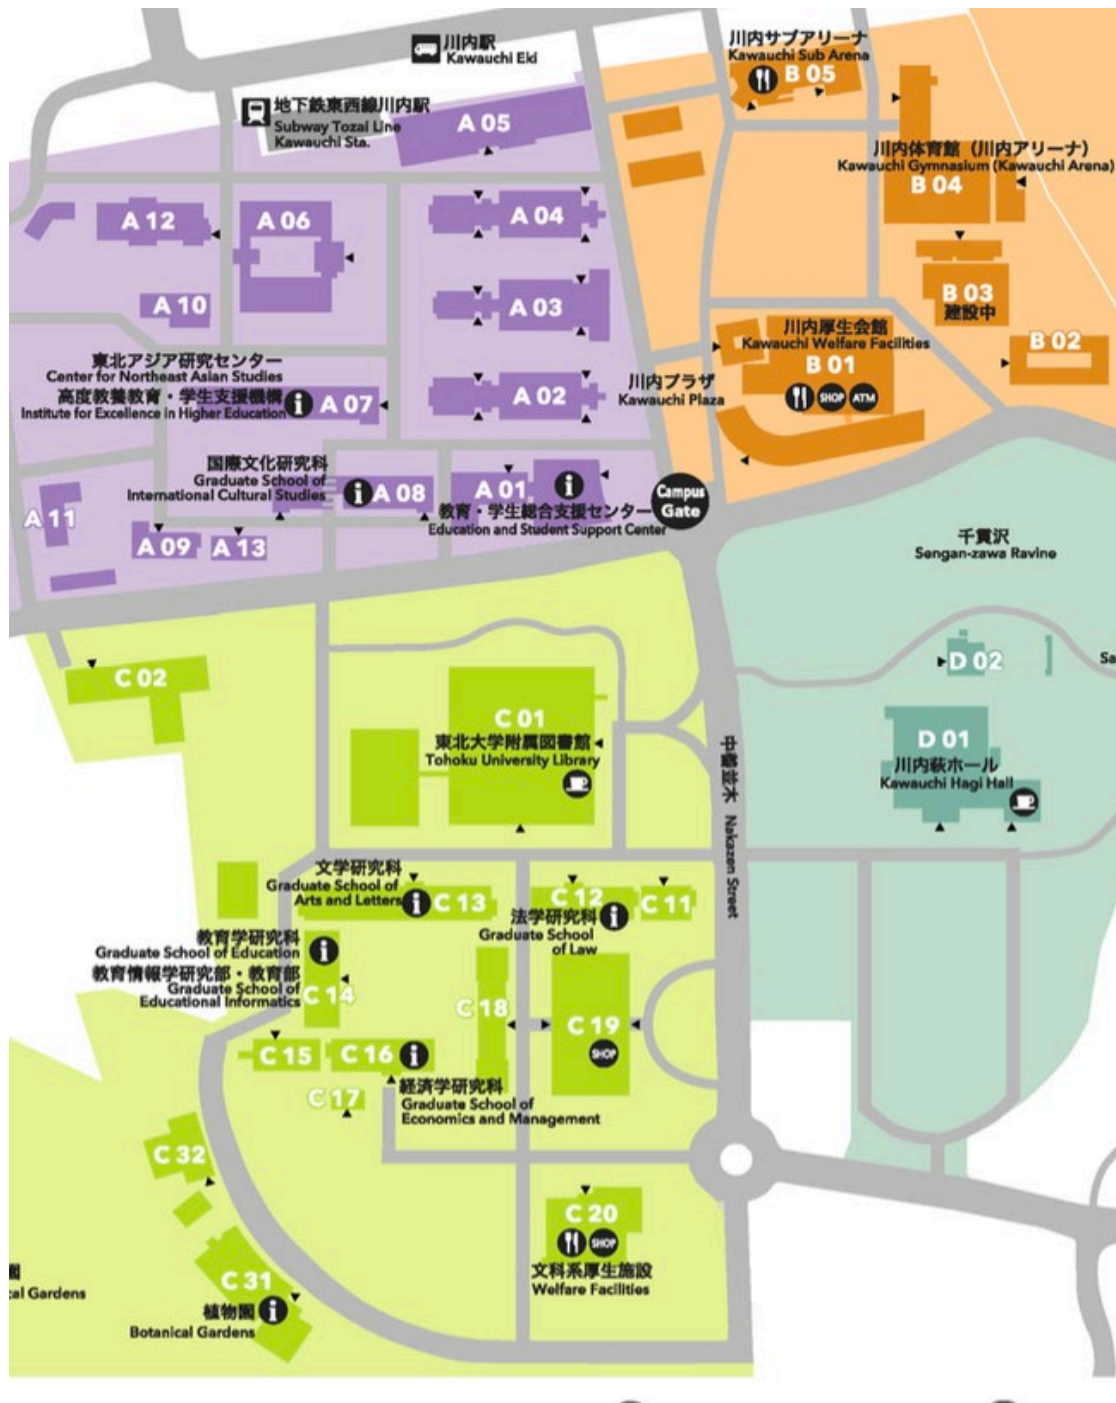 川内駅
Kawauchi Eki
川内サブアリーナ
Kawauchi Sub Arena
B 05
地下鉄東西線川内駅
Subway Tozai Line
Kawauchi Sta.
A 05
川内体育館（川内アリーナ）
Kawauchi Gymnasium (Kawauchi Arena)
B 04
A 12
A 06
A 04
A 10
A 03
B 03
建設中
川内厚生会館
Kawauchi Welfare Facilities
B 01
SHOP
ATM
B 02
東北アジア研究センター
Center for Northeast Asian Studies
高度教養教育・学生支援機構
Institute for Excellence in Higher Education
A 07
A 02
川内プラザ
Kawauchi Plaza
国際文化研究科
Graduate School of
International Cultural Studies
A 08
A 01
教育・学生総合支援センター
Education and Student Support Center
Campus
Gate
A 11
A 09
A 13
千貫沢
Sengan-zawa Ravine
C 02
D 02
Sa
C 01
東北大学附属図書館
Tohoku University Library
中善並木 Nakazen Street
D 01
川内萩ホール
Kawauchi Hagi Hall
文学研究科
Graduate School of
Arts and Letters
C 13
C 12
法学研究科
Graduate School
of Law
C 11
教育学研究科
Graduate School of Education
教育情報学研究部・教育部
Graduate School of
Educational Informatics
C 14
C 18
C 19
SHOP
C 15
C 16
経済学研究科
Graduate School of
Economics and Management
C 17
C 32
C 20
SHOP
文科系厚生施設
Welfare Facilities
園
cal Gardens
C 31
植物園
Botanical Gardens